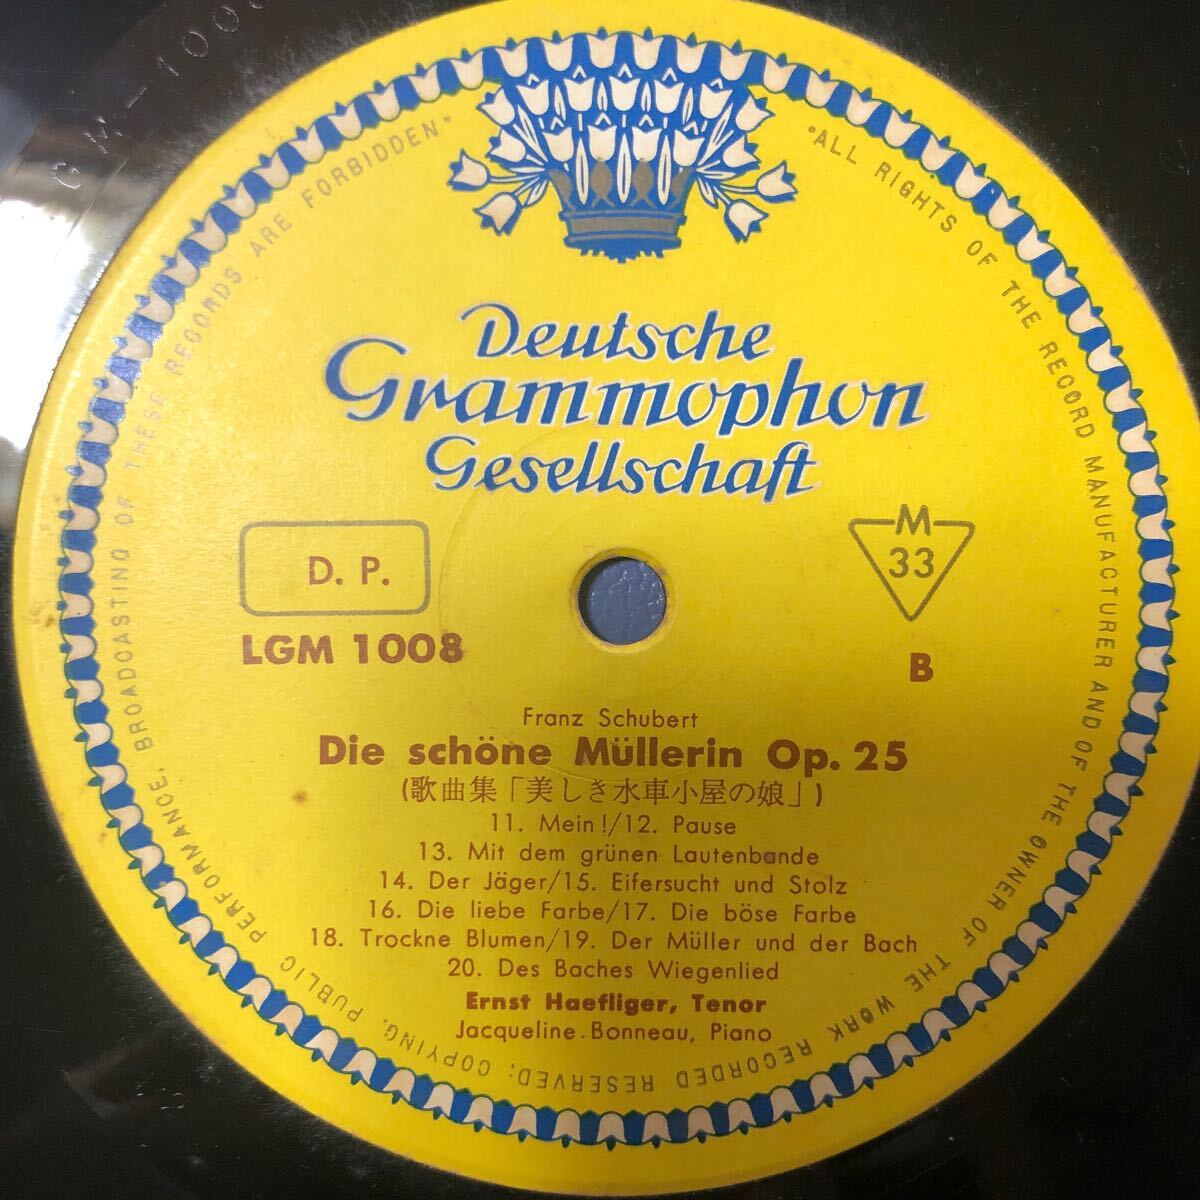 "ALL RIGHTS OF THE RECORD MANUFACTURER AND OF THE OWNER OF THE WORK RECORDED RESERVED; COPYING, PUBLIC PERFORMANCE, BROADCASTING OF THESE RECORDS ARE FORBIDDEN"
Deutsche
Grammophon
Gesellschaft
D. P.
M
33
LGM 1008
B
Franz Schubert
Die schöne Müllerin Op. 25
(歌曲集「美しき水車小屋の娘」)
11. Mein!/12. Pause
13. Mit dem grünen Lautenbande
14. Der Jäger/15. Eifersucht und Stolz
16. Die liebe Farbe/17. Die böse Farbe
18. Trockne Blumen/19. Der Müller und der Bach
20. Des Baches Wiegenlied
Ernst Haefliger, Tenor
Jacqueline Bonneau, Piano